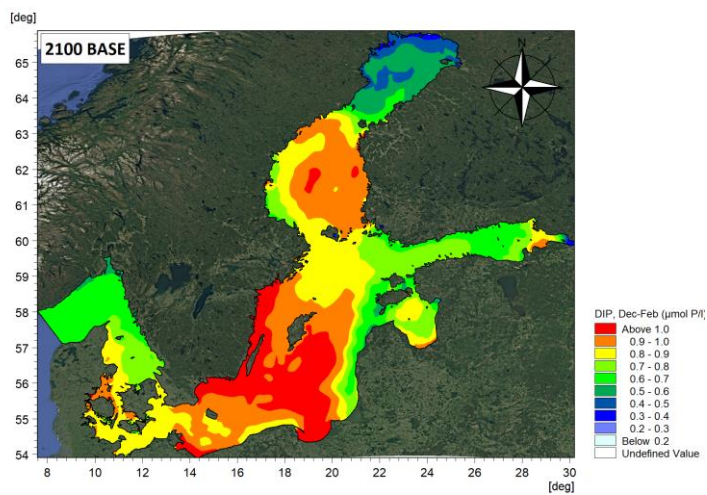 [deg]
2100 BASE
N
65
64
63
62
61
60
59
58
57
56
55
54
8 10 12 14 16 18 20 22 24 26 28 30
[deg]
DIP, Dec-Feb (µmol P/l)
Above 1.0
0.9 - 1.0
0.8 - 0.9
0.7 - 0.8
0.6 - 0.7
0.5 - 0.6
0.4 - 0.5
0.3 - 0.4
0.2 - 0.3
Below 0.2
Undefined Value